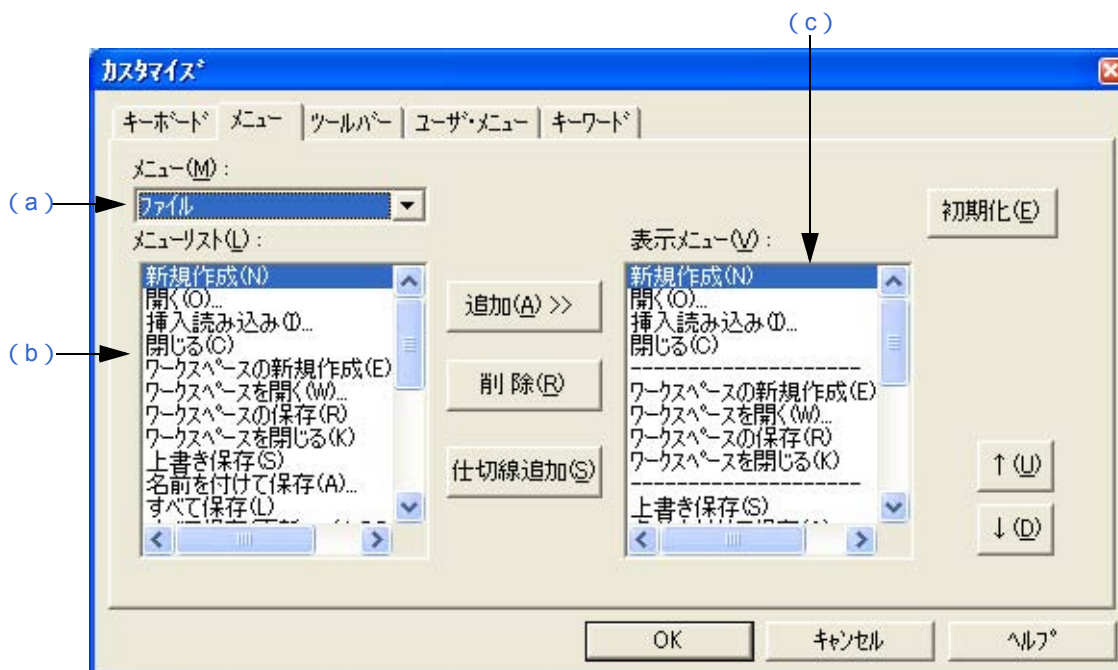 (c)
カスタマイズ
キーボード メニュー ツールバー ユーザ・メニュー キーワード
メニュー(M) :
(a)
ファイル
初期化(E)
メニューリスト(L) :
表示メニュー(V) :
(b)
新規作成(N)
開く(O)...
挿入読み込み(I)...
閉じる(C)
ワークスペースの新規作成(E)
ワークスペースを開く(W)...
ワークスペースの保存(R)
ワークスペースを閉じる(K)
上書き保存(S)
名前を付けて保存(A)...
すべて保存(L)
追加(A) >>
削除(R)
仕切線追加(S)
新規作成(N)
開く(O)...
挿入読み込み(I)...
閉じる(C)
--------------------
ワークスペースの新規作成(E)
ワークスペースを開く(W)...
ワークスペースの保存(R)
ワークスペースを閉じる(K)
--------------------
上書き保存(S)
↑(U)
↓(D)
OK キャンセル ヘルプ